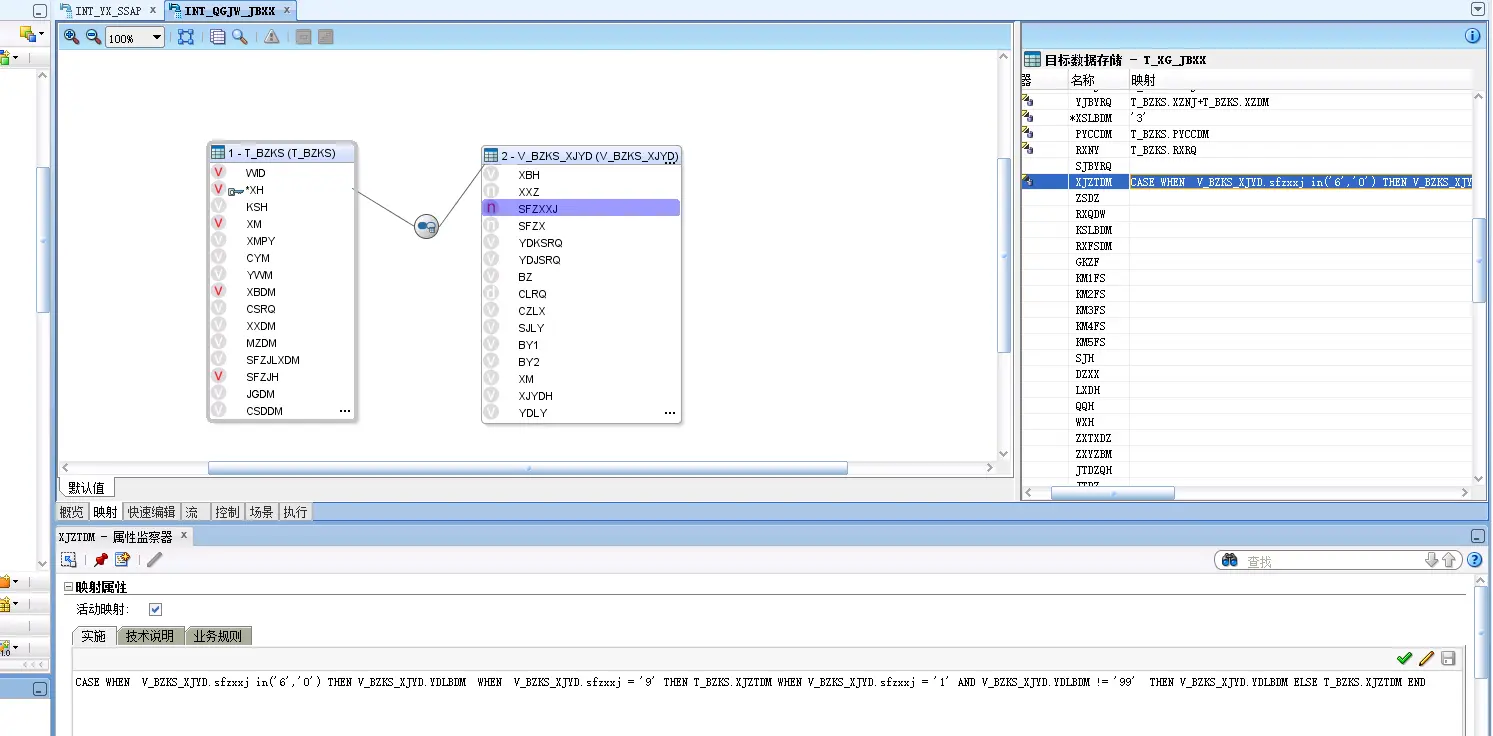 INT_YX_SSAP
INT_QGJW_JBXX
100%
1 - T_BZKS (T_BZKS)
WID
*XH
KSH
XM
XMPY
CYM
YWM
XBDM
CSRQ
XXDM
MZDM
SFZJLXDM
SFZJH
JGDM
CSDDM
...
2 - V_BZKS_XJYD (V_BZKS_XJYD)
XBH
XXZ
SFZXXJ
SFZX
YDKSRQ
YDJSRQ
BZ
CLRQ
CZLX
SJLY
BY1
BY2
XM
XJYDH
YDLY
...
默认值
概览 映射 快速编辑 流 控制 场景 执行
目标数据存储 - T_XG_JBXX
器 名称 映射
YJBYRQ T_BZKS.XZNJ+T_BZKS.XZDM
*XSLBDM '3'
PYCCDM T_BZKS.PYCCDM
RXNY T_BZKS.RXRQ
SJBYRQ
XJZTDM CASE WHEN  V_BZKS_XJYD.sfzxxj in('6','0') THEN V_BZKS_XJY
ZSDZ
RXQDW
KSLBDM
RXFSDM
GKZF
KM1FS
KM2FS
KM3FS
KM4FS
KM5FS
SJH
DZXX
LXDH
QQH
WXH
ZXTXDZ
ZXYZBM
JTDZQH
JTDZ
XJZTDM - 属性监察器
查找
映射属性
活动映射:
实施 技术说明 业务规则
CASE WHEN  V_BZKS_XJYD.sfzxxj in('6','0') THEN V_BZKS_XJYD.YDLBDM  WHEN  V_BZKS_XJYD.sfzxxj = '9' THEN T_BZKS.XJZTDM WHEN V_BZKS_XJYD.sfzxxj = '1' AND V_BZKS_XJYD.YDLBDM != '99'  THEN V_BZKS_XJYD.YDLBDM ELSE T_BZKS.XJZTDM END